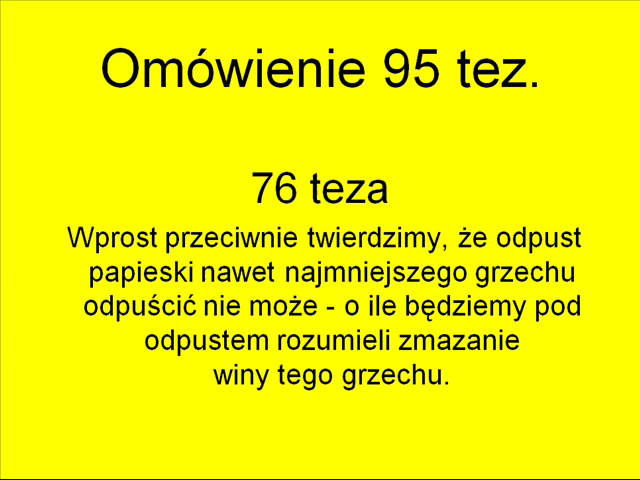 Omówienie 95 tez.
76 teza
Wprost przeciwnie twierdzimy, że odpust
papieski nawet najmniejszego grzechu
odpuścić nie może - o ile będziemy pod
odpustem rozumieli zmazanie
winy tego grzechu.